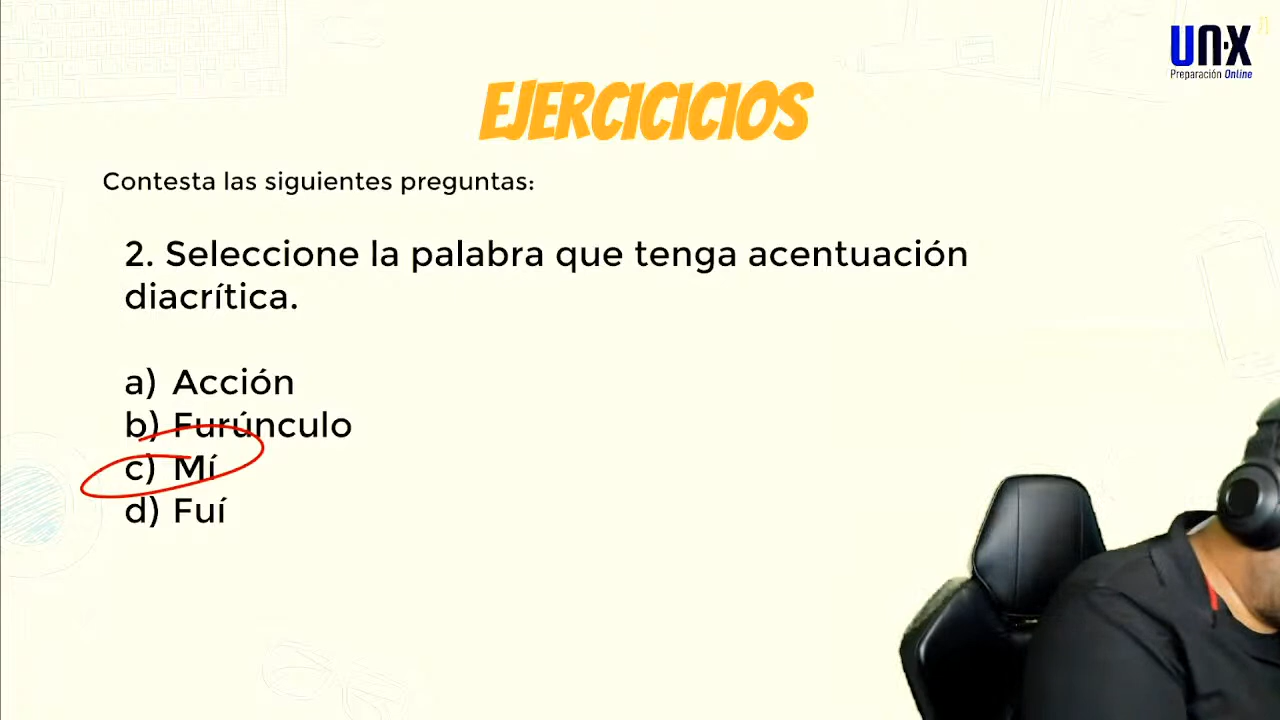 UN-X
Preparación Online
EJERCICICIOS
Contesta las siguientes preguntas:
2. Seleccione la palabra que tenga acentuación
diacrítica.
a) Acción
b) Furúnculo
c) Mí
d) Fuí